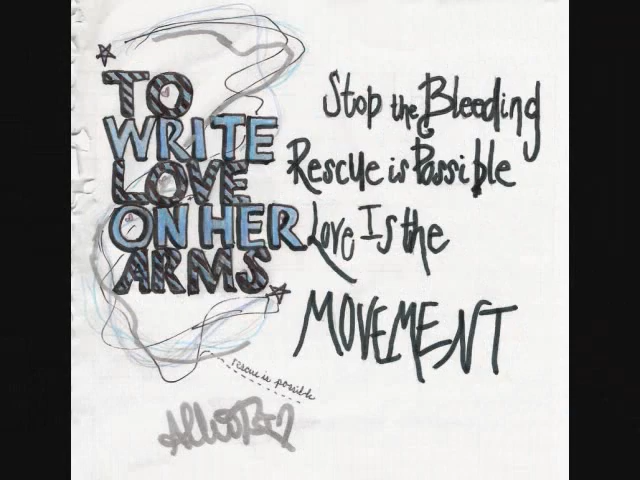 TO
WRITE
LOVE
ON HER
ARMS
Stop the Bleeding
Rescue is Possible
Love Is the
MOVEMENT
rescue is possible